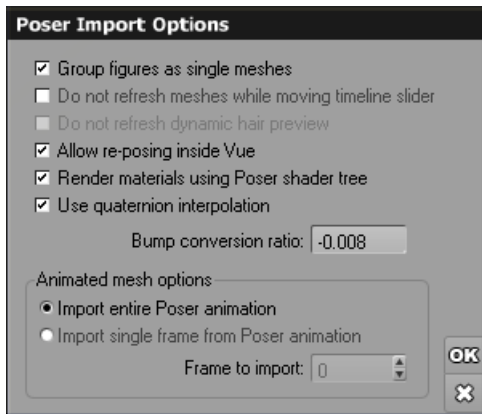 Poser Import Options
Group figures as single meshes
Do not refresh meshes while moving timeline slider
Do not refresh dynamic hair preview
Allow re-posing inside Vue
Render materials using Poser shader tree
Use quaternion interpolation
Bump conversion ratio: -0.008
Animated mesh options
Import entire Poser animation
Import single frame from Poser animation
OK
Frame to import: 0